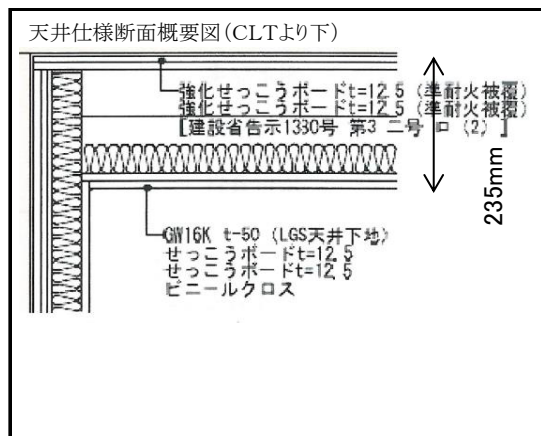 天井仕様断面概要図(CLTより下)
強化せっこうボードt=12.5 (準耐火被覆)
強化せっこうボードt=12.5 (準耐火被覆)
[建設省告示1380号 第3 二号 ロ (2) ]
235mm
GW16K t-50 (LGS天井下地)
せっこうボードt=12.5
せっこうボードt=12.5
ビニールクロス